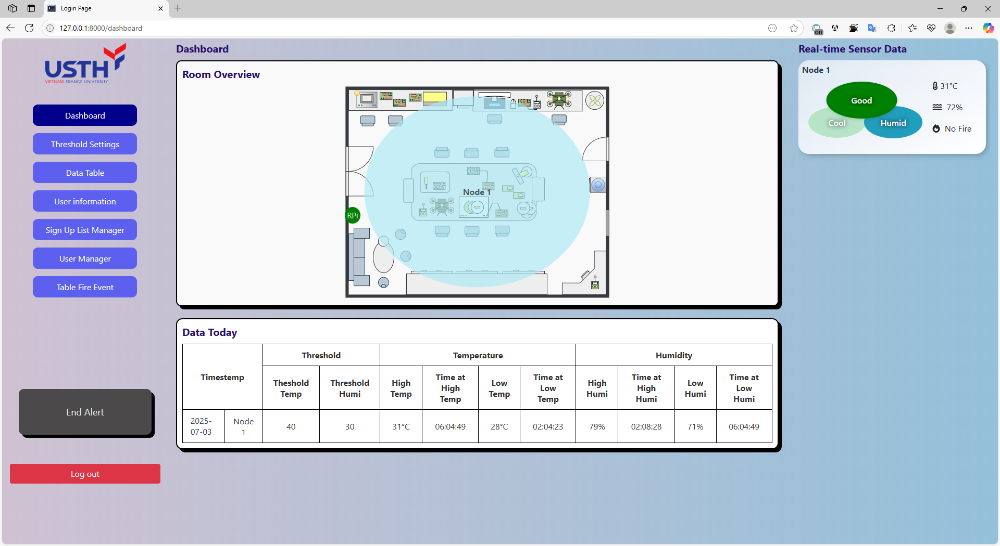 Login Page
127.0.0.1:8000/dashboard
Off
USTH
VIETNAM FRANCE UNIVERSITY
Dashboard
Threshold Settings
Data Table
User information
Sign Up List Manager
User Manager
Table Fire Event
End Alert
Log out
Dashboard
Room Overview
Node 1
RPi
Data Today
Timestemp
Threshold
Temperature
Humidity
Theshold
Temp
Threshold
Humi
High
Temp
Time at
High
Temp
Low
Temp
Time at
Low
Temp
High
Humi
Time at
High
Humi
Low
Humi
Time at
Low
Humi
2025-
07-03
Node
1
40
30
31°C
06:04:49
28°C
02:04:23
79%
02:08:28
71%
06:04:49
Real-time Sensor Data
Node 1
Good
Cool
Humid
31°C
72%
No Fire